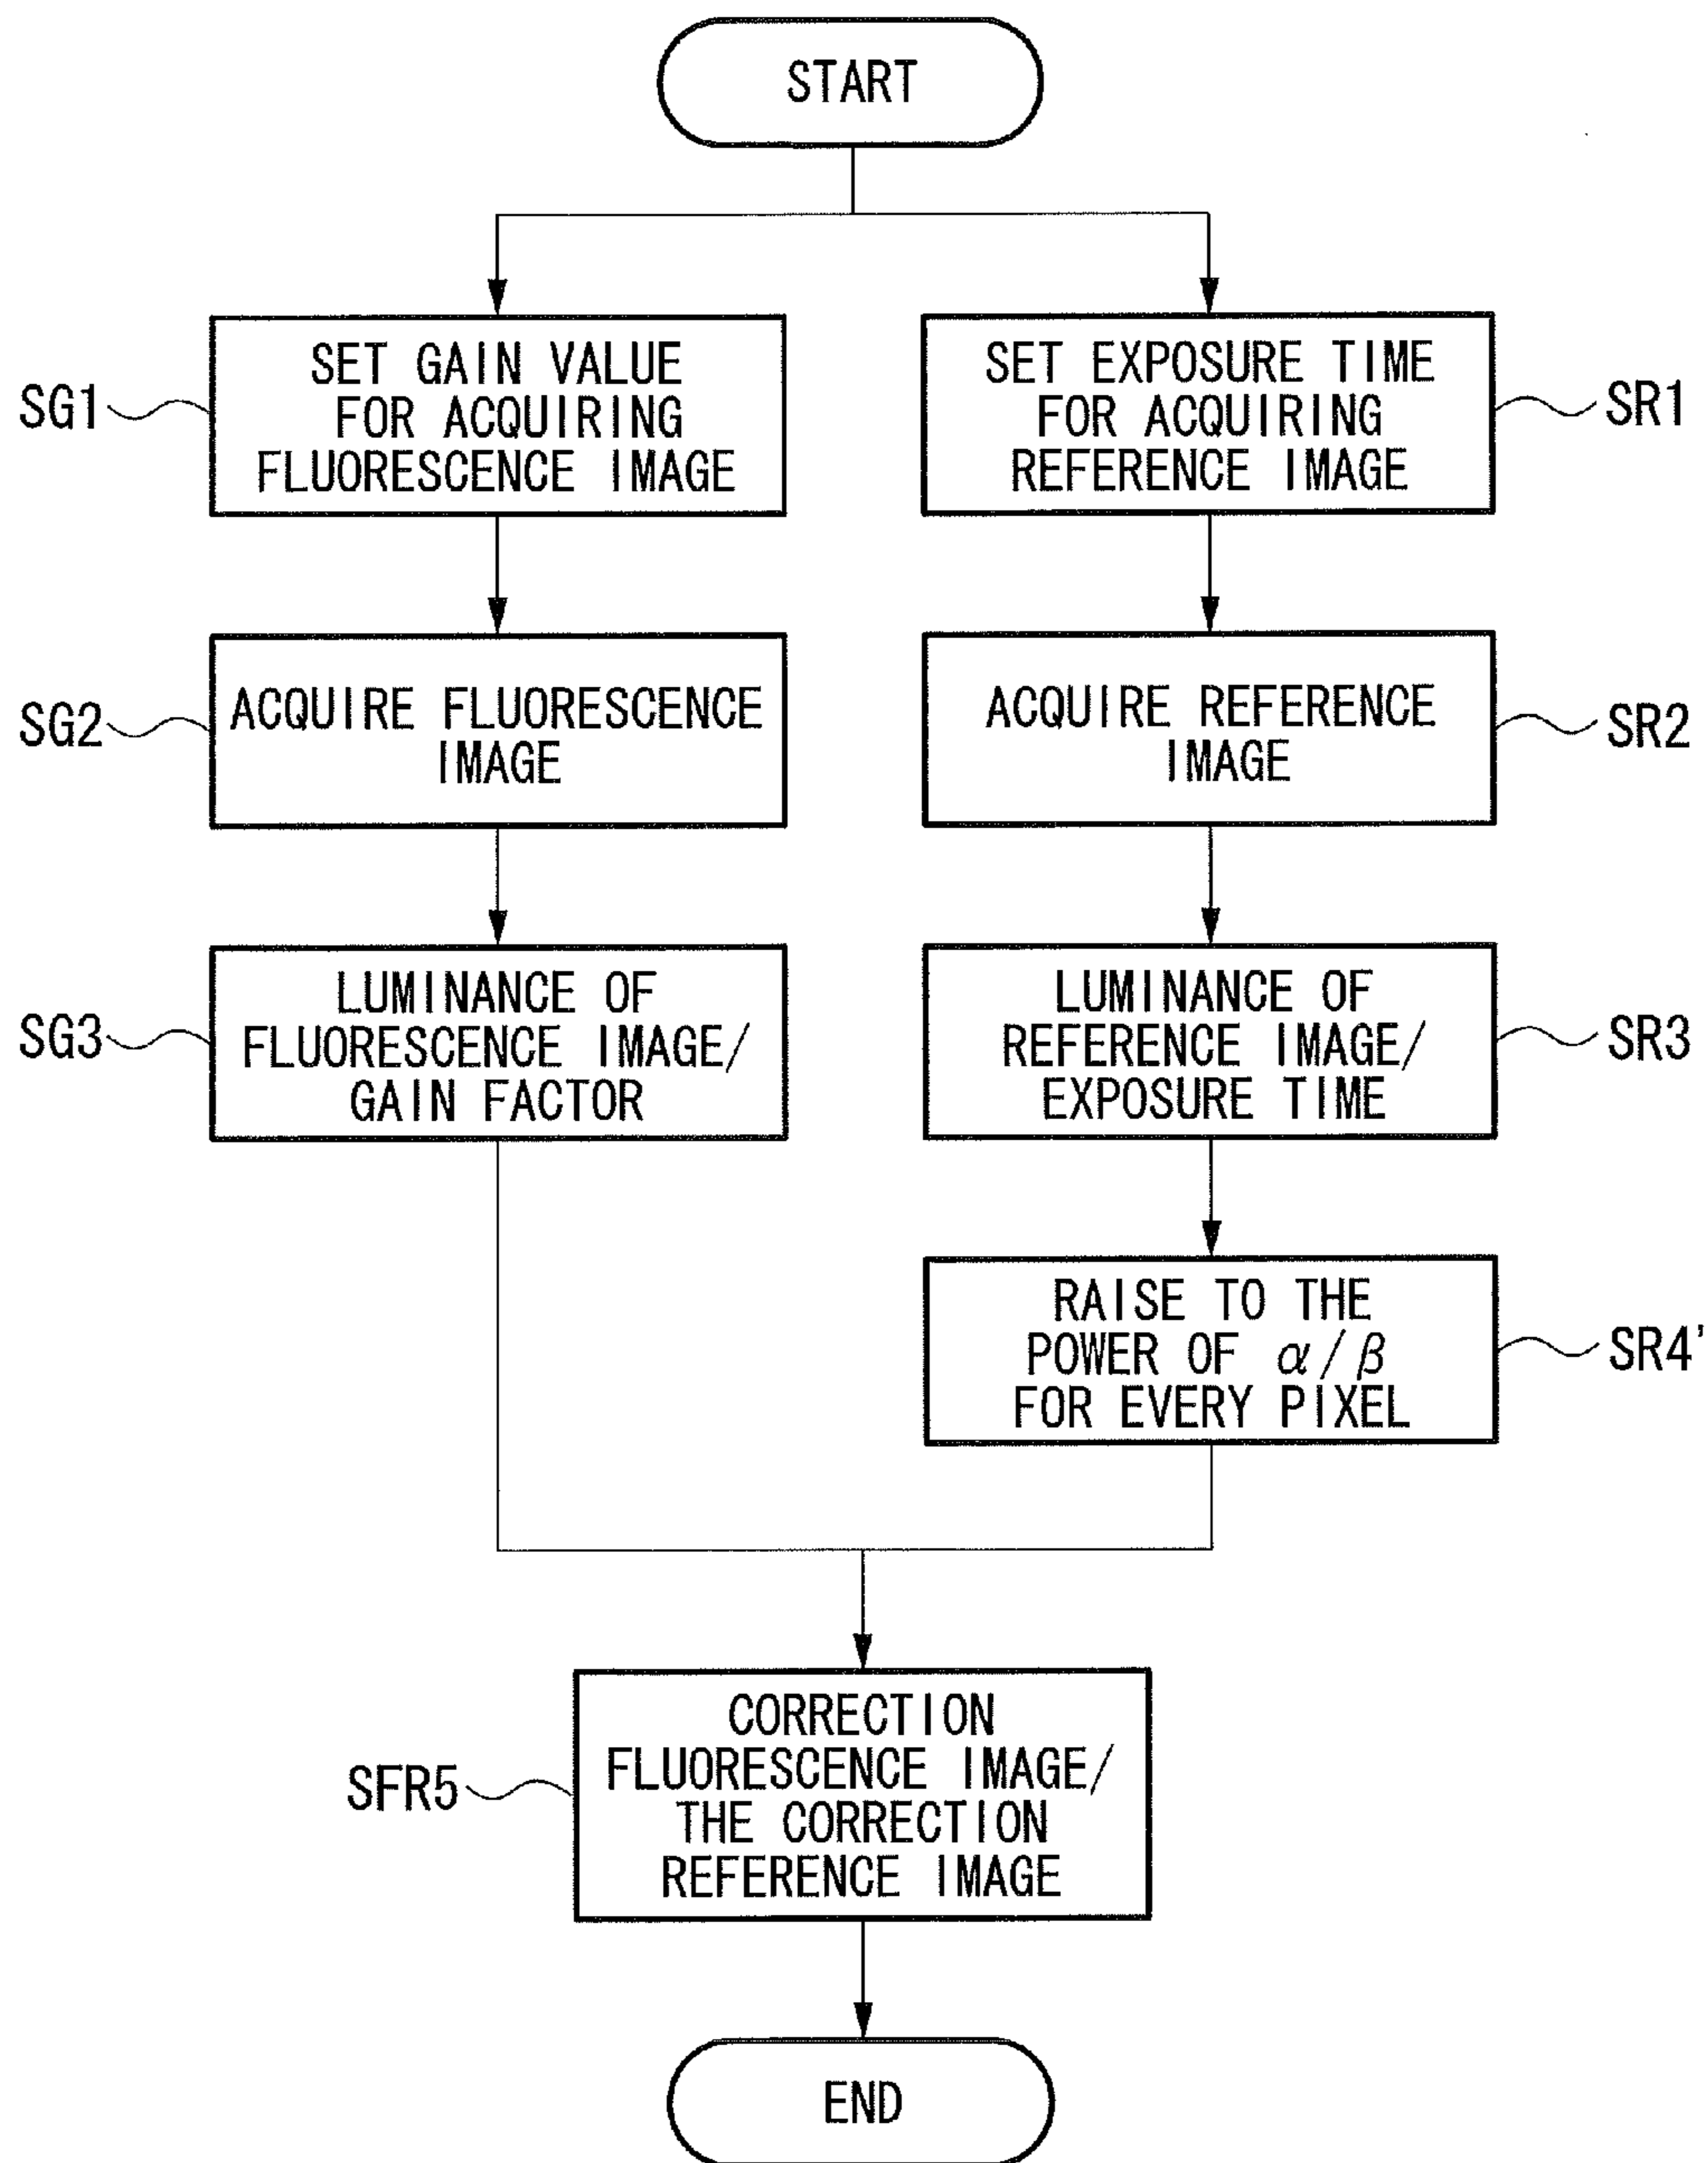 START
SG1
SET GAIN VALUE
FOR ACQUIRING
FLUORESCENCE IMAGE
SET EXPOSURE TIME
FOR ACQUIRING
REFERENCE IMAGE
SR1
SG2
ACQUIRE FLUORESCENCE
IMAGE
ACQUIRE REFERENCE
IMAGE
SR2
SG3
LUMINANCE OF
FLUORESCENCE IMAGE/
GAIN FACTOR
LUMINANCE OF
REFERENCE IMAGE/
EXPOSURE TIME
SR3
RAISE TO THE
POWER OF α/β
FOR EVERY PIXEL
SR4'
SFR5
CORRECTION
FLUORESCENCE IMAGE/
THE CORRECTION
REFERENCE IMAGE
END